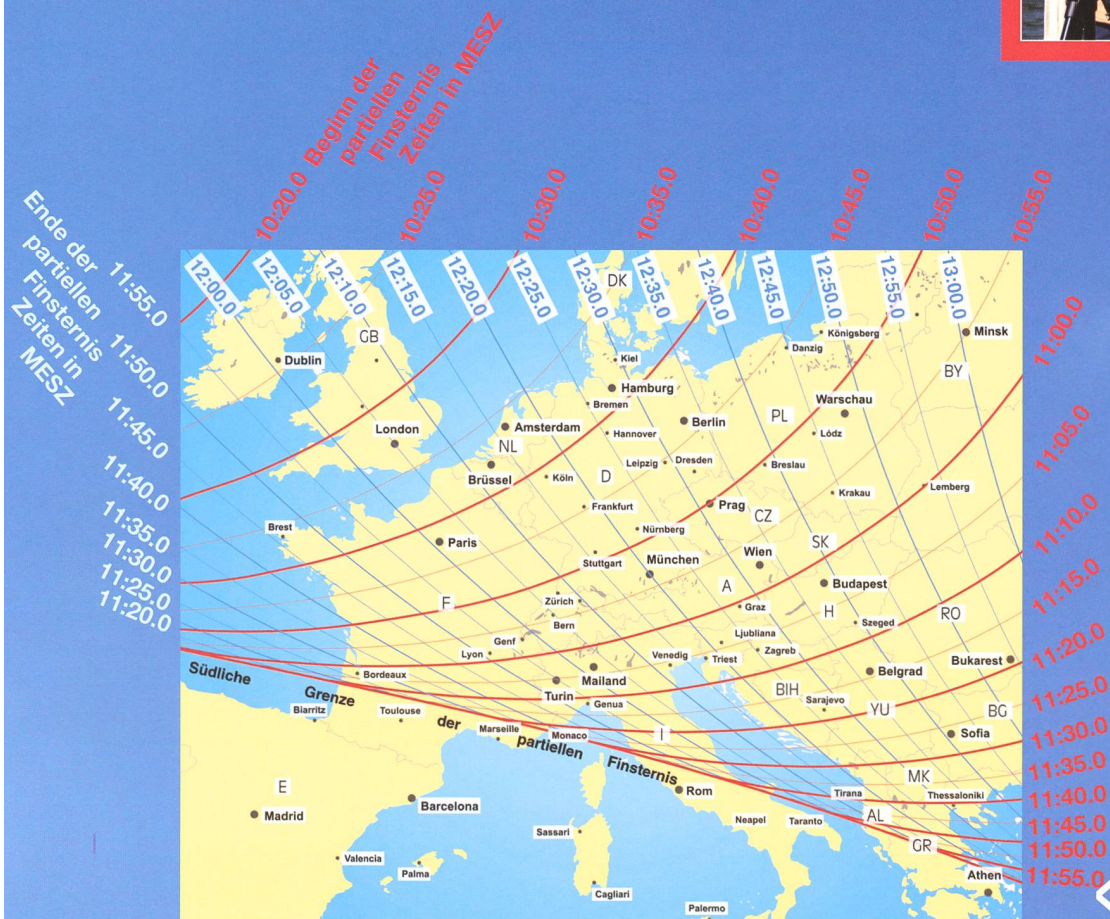 Beginn der
partiellen
Finsternis
Zeiten in MESZ
10:20.0
10:25.0
10:30.0
10:35.0
10:40.0
10:45.0
10:50.0
10:55.0
11:00.0
11:05.0
11:10.0
11:15.0
11:20.0
11:25.0
11:30.0
11:35.0
11:40.0
11:45.0
11:50.0
11:55.0
Ende der
partiellen
Finsternis
Zeiten in
MESZ
11:55.0
11:50.0
11:45.0
11:40.0
11:35.0
11:30.0
11:25.0
11:20.0
12:00.0
12:05.0
12:10.0
12:15.0
12:20.0
12:25.0
12:30.0
12:35.0
12:40.0
12:45.0
12:50.0
12:55.0
13:00.0
DK
GB
Dublin
Kiel
Danzig
Königsberg
Minsk
BY
Hamburg
Bremen
London
Amsterdam
NL
Hannover
Berlin
PL
Warschau
Lódz
Brüssel
Köln
D
Leipzig
Dresden
Breslau
Krakau
Lemberg
Frankfurt
Prag
CZ
Brest
Paris
Nürnberg
Stuttgart
München
Wien
SK
Budapest
F
Zürich
Bern
A
Graz
H
Szeged
RO
Genf
Lyon
Ljubliana
Zagreb
Venedig
Triest
Mailand
Turin
Genua
Belgrad
Bukarest
Bordeaux
BIH
Sarajevo
YU
BG
Sofia
Südliche Grenze der partiellen Finsternis
Biarritz
Toulouse
Marseille
Monaco
I
MK
E
Madrid
Barcelona
Rom
Tirana
Thessaloniki
Sassari
Neapel
Taranto
AL
GR
Valencia
Palma
Cagliari
Palermo
Athen